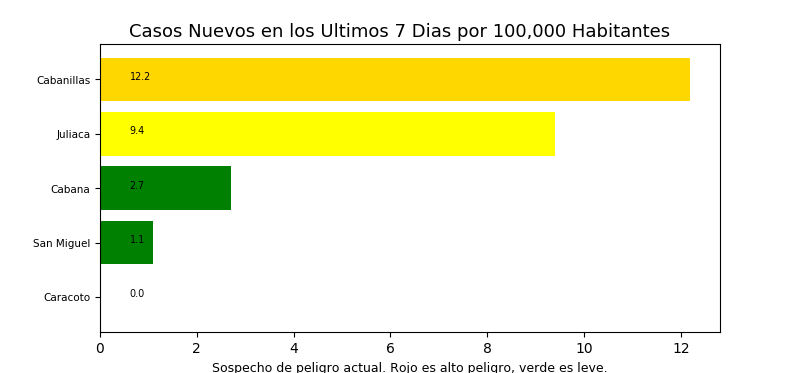 Casos Nuevos en los Ultimos 7 Dias por 100,000 Habitantes
Cabanillas 12.2
Juliaca 9.4
Cabana 2.7
San Miguel 1.1
Caracoto 0.0
0 2 4 6 8 10 12
Sospecho de peligro actual. Rojo es alto peligro, verde es leve.